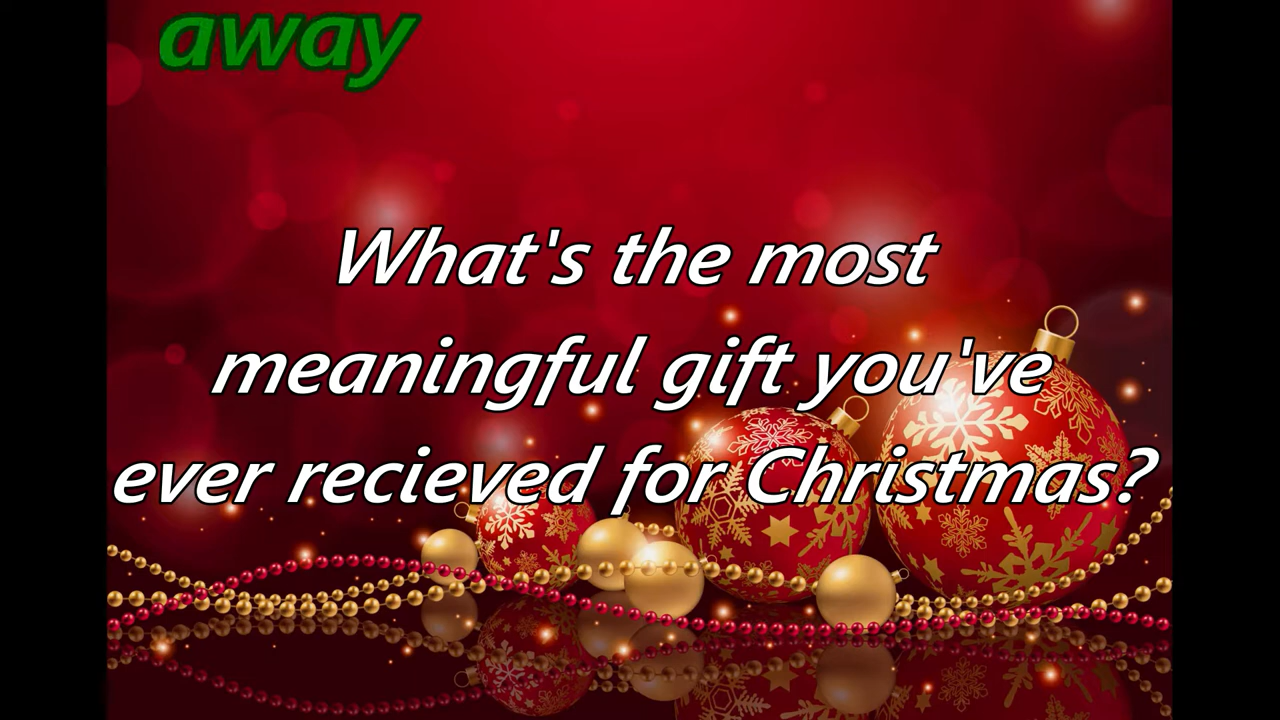 away
What's the most
meaningful gift you've
ever recieved for Christmas?